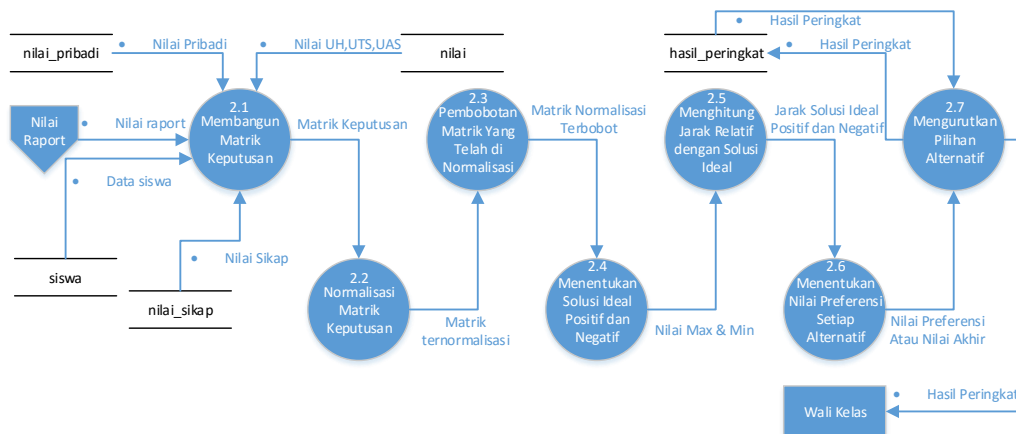 Hasil Peringkat
nilai_pribadi
• Nilai Pribadi
• Nilai UH,UTS,UAS
nilai
hasil_peringkat
• Hasil Peringkat
Nilai
Raport
• Nilai raport
2.1
Membangun
Matrik
Keputusan
Matrik Keputusan
2.3
Pembobotan
Matrik Yang
Telah di
Normalisasi
Matrik Normalisasi
Terbobot
2.5
Menghitung
Jarak Relatif
dengan Solusi
Ideal
Jarak Solusi Ideal
Positif dan Negatif
2.7
Mengurutkan
Pilihan
Alternatif
• Data siswa
siswa
• Nilai Sikap
nilai_sikap
2.2
Normalisasi
Matrik
Keputusan
Matrik
ternormalisasi
2.4
Menentukan
Solusi Ideal
Positif dan
Negatif
Nilai Max & Min
2.6
Menentukan
Nilai Preferensi
Setiap
Alternatif
Nilai Preferensi
Atau Nilai Akhir
Wali Kelas
• Hasil Peringkat